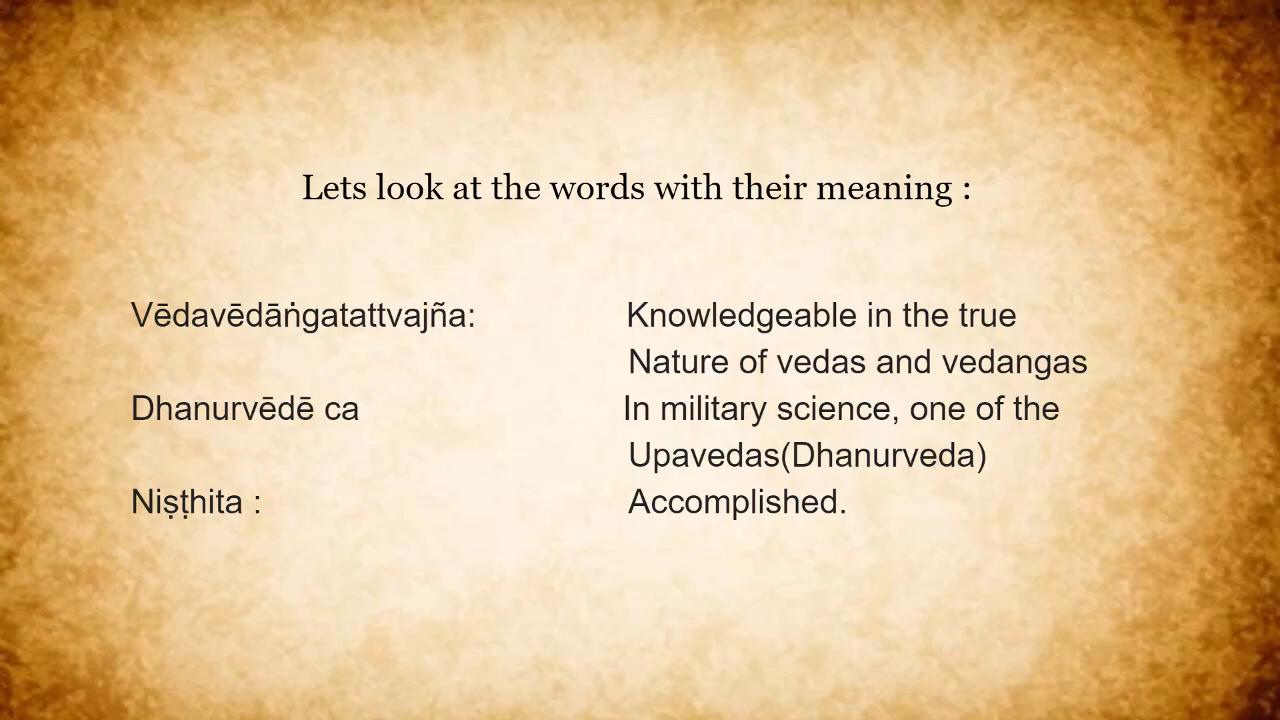 Lets look at the words with their meaning :
Vēdavēdāṅgatattvajña: Knowledgeable in the true
Nature of vedas and vedangas
Dhanurvēdē ca In military science, one of the
Upavedas(Dhanurveda)
Niṣṭhita : Accomplished.